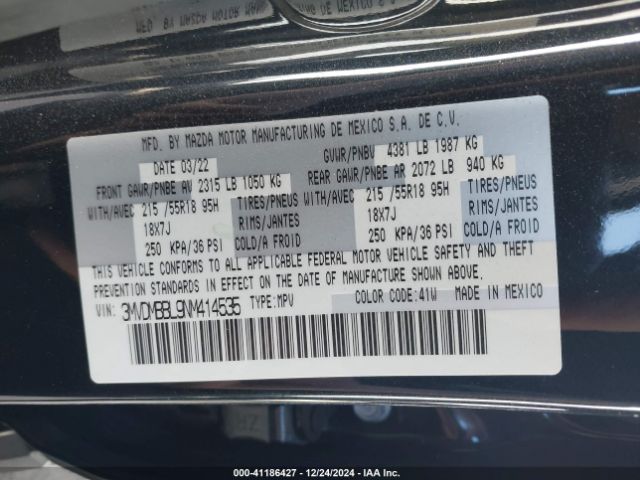 MFD. BY MAZDA MOTOR MANUFACTURING DE MEXICO S.A. DE C.V.
DATE 03/22 GVWR/PNBV 4381 LB 1987 KG
FRONT GAWR/PNBE AV 2315 LB 1050 KG REAR GAWR/PNBE AR 2072 LB 940 KG
WITH/AVEC 215 /55R18 95H TIRES/PNEUS WITH/AVEC 215 /55R18 95H TIRES/PNEUS
18X7J RIMS/JANTES 18X7J RIMS/JANTES
250 KPA/36 PSI COLD/A FROID 250 KPA/36 PSI COLD/A FROID
THIS VEHICLE CONFORMS TO ALL APPLICABLE FEDERAL MOTOR VEHICLE SAFETY AND THEFT
PREVENTION STANDARDS IN EFFECT ON THE DATE OF MANUFACTURE SHOWN ABOVE.
VIN: 3MVDMBBL9NM414535 TYPE:MPV COLOR CODE:41W MADE IN MEXICO
000-41186427 - 12/24/2024 - IAA Inc.